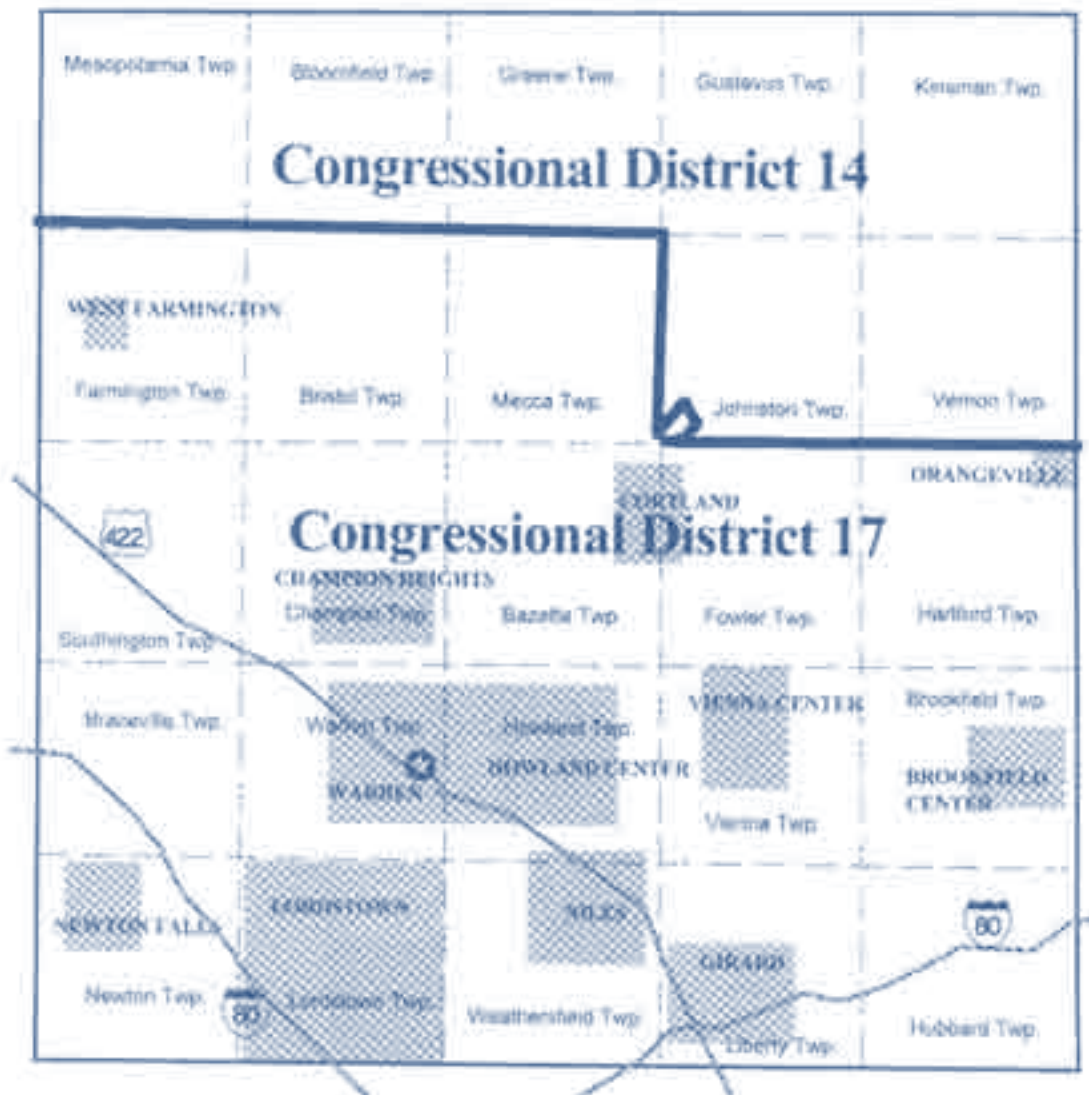 Mesopotamia Twp.
Bloomfield Twp.
Greene Twp.
Gustavus Twp.
Kinsman Twp.
Congressional District 14
WEST FARMINGTON
Farmington Twp.
Bristol Twp.
Mecca Twp.
Johnston Twp.
Vernon Twp.
ORANGEVILLE
CORTLAND
422
Congressional District 17
CHAMPION HEIGHTS
Champion Twp.
Bazetta Twp.
Fowler Twp.
Hartford Twp.
Southington Twp.
Braceville Twp.
Warren Twp.
Howland Twp.
VIENNA CENTER
Brookfield Twp.
HOWLAND CENTER
WARREN
BROOKFIELD
CENTER
Vienna Twp.
NEWTON FALLS
LORDSTOWN
NILES
GIRARD
80
Newton Twp.
80
Lordstown Twp.
Weathersfield Twp.
Liberty Twp.
Hubbard Twp.